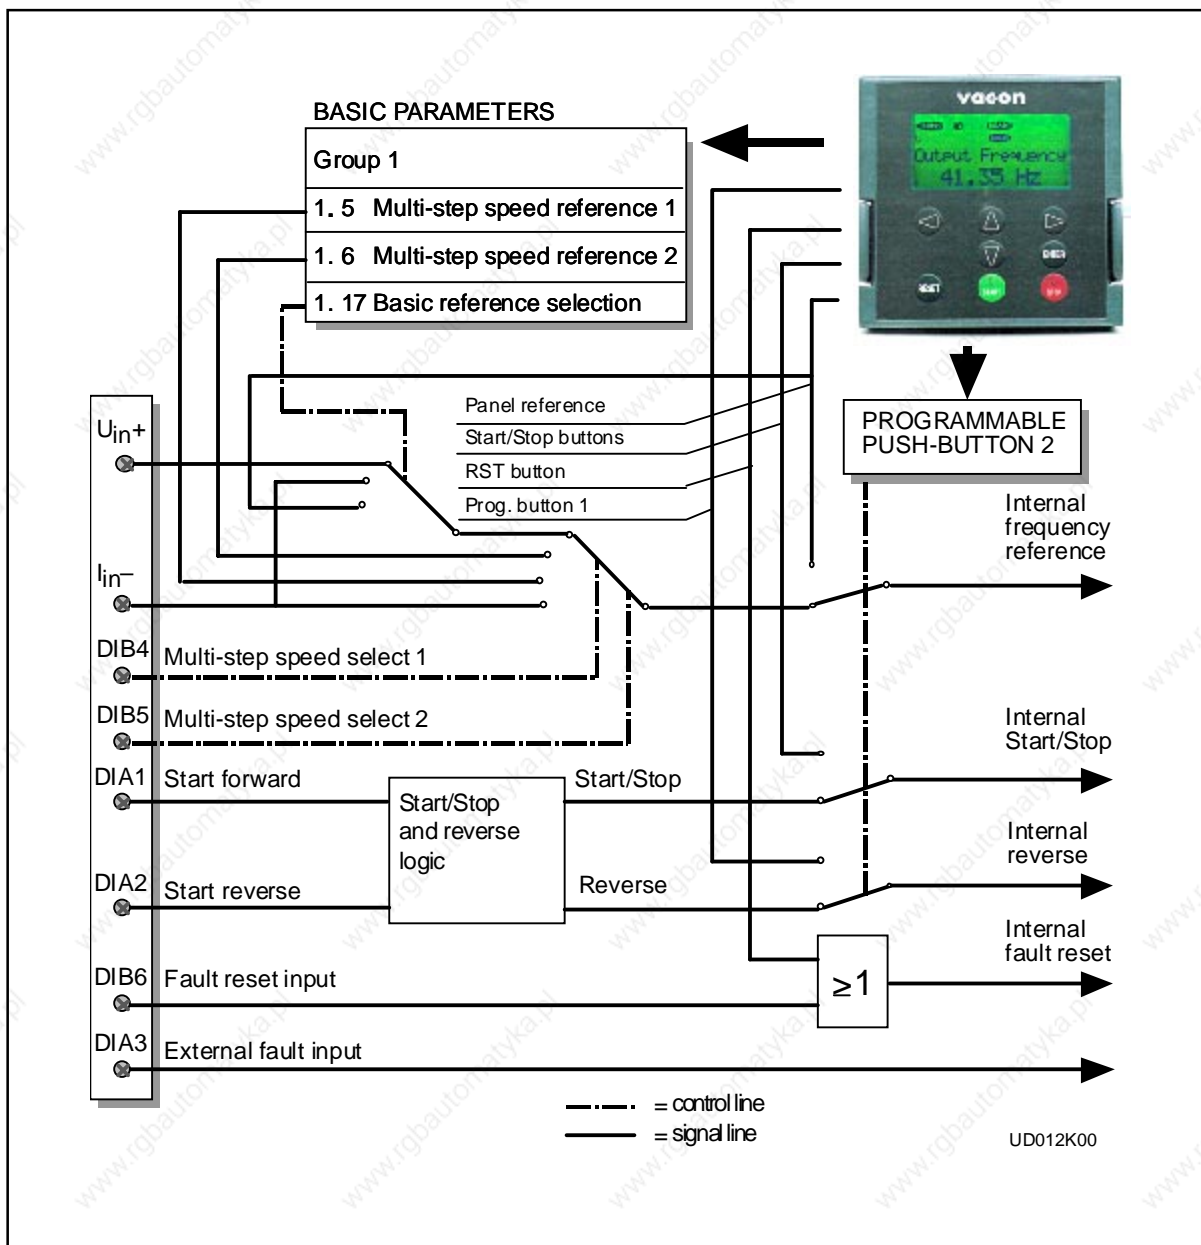 BASIC PARAMETERS
Group 1
1. 5 Multi-step speed reference 1
1. 6 Multi-step speed reference 2
1. 17 Basic reference selection
vacon
Output Frequency
41.35 Hz
ENTER
RESET
PROGRAMMABLE
PUSH-BUTTON 2
Panel reference
Start/Stop buttons
RST button
Prog. button 1
Uin+
Iin–
DIB4
Multi-step speed select 1
DIB5
Multi-step speed select 2
DIA1
Start forward
DIA2
Start reverse
Start/Stop
and reverse
logic
Start/Stop
Reverse
Internal
frequency
reference
Internal
Start/Stop
Internal
reverse
Internal
fault reset
≥1
DIB6
Fault reset input
DIA3
External fault input
= control line
= signal line
UD012K00
www.rgbautomatyka.pl